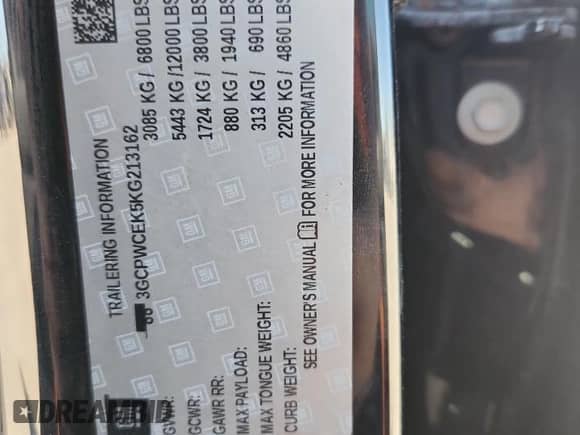 TRAILERING INFORMATION
3GCPWCEK5KG213162
GVWR: 3085 KG / 6800 LBS
GCWR: 5443 KG / 12000 LBS
GAWR RR: 1724 KG / 3800 LBS
MAX PAYLOAD: 880 KG / 1940 LBS
MAX TONGUE WEIGHT: 313 KG / 690 LBS
CURB WEIGHT: 2205 KG / 4860 LBS
SEE OWNER'S MANUAL FOR MORE INFORMATION
GM
DREAMBID